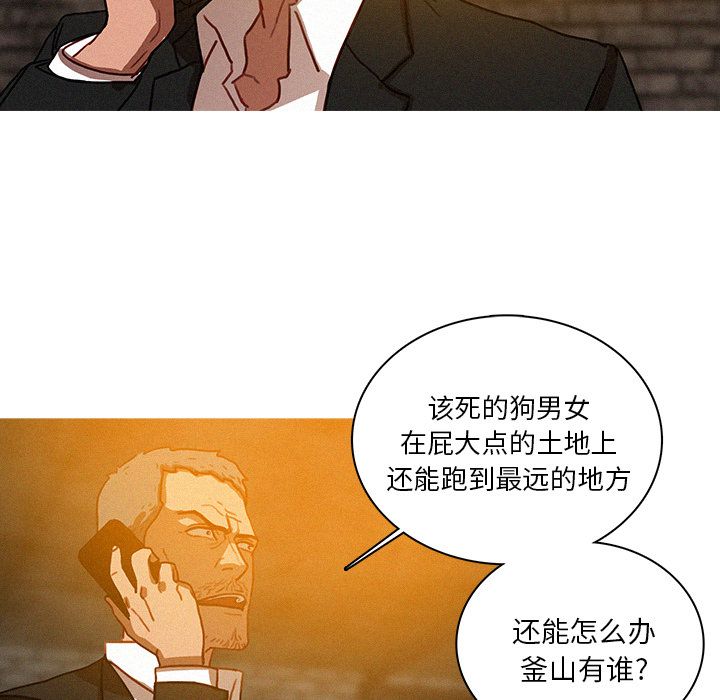 该死的狗男女
在屁大点的土地上
还能跑到最远的地方
还能怎么办
釜山有谁?